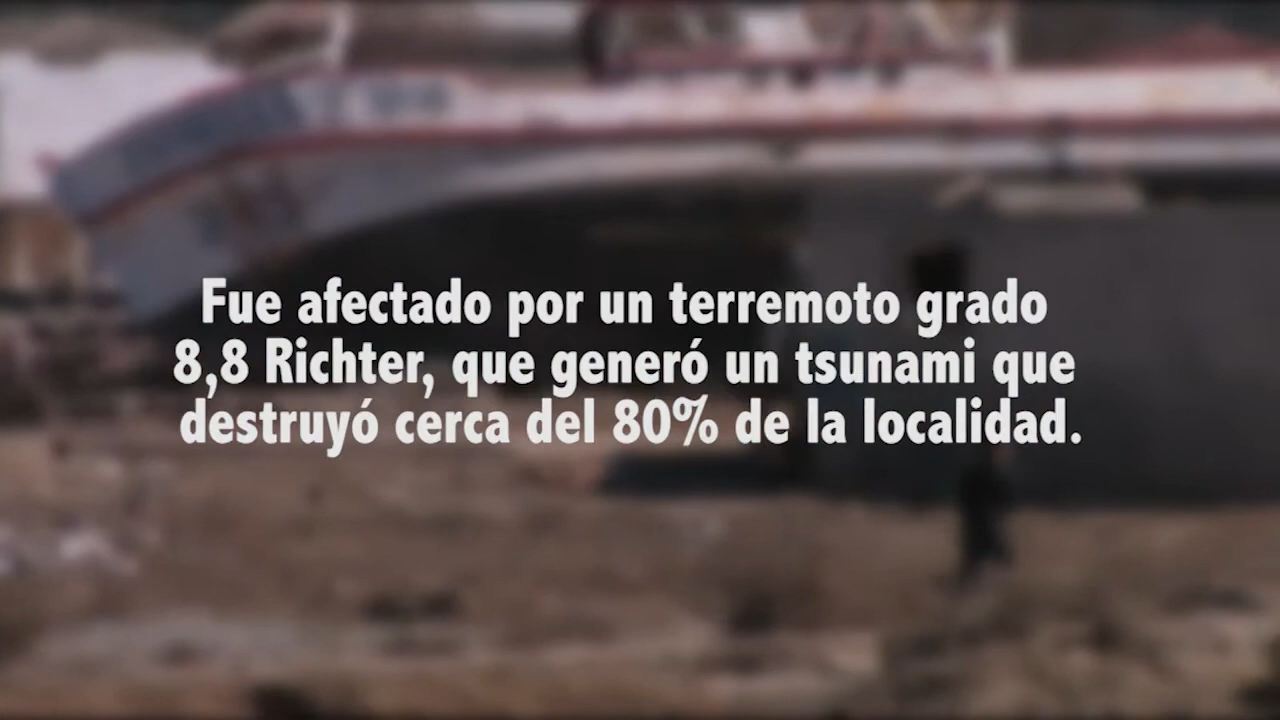 Fue afectado por un terremoto grado
8,8 Richter, que generó un tsunami que
destruyó cerca del 80% de la localidad.